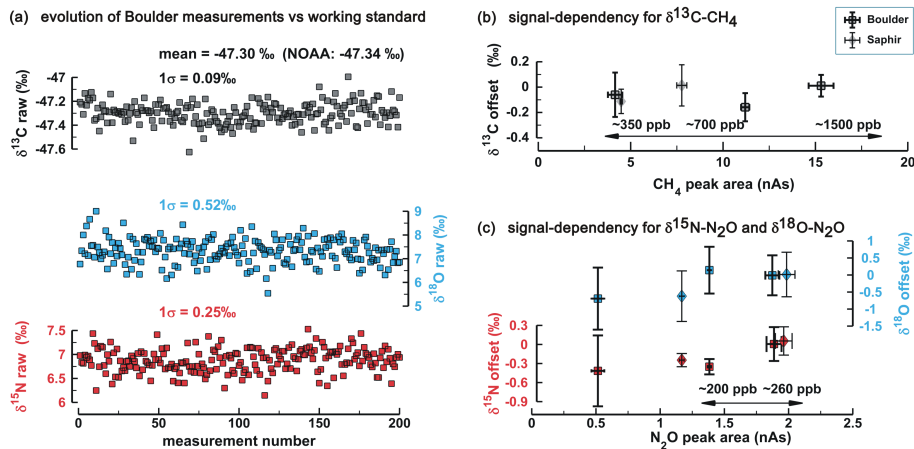 (a) evolution of Boulder measurements vs working standard
mean = -47.30 ‰ (NOAA: -47.34 ‰)
1σ = 0.09‰
-47
-47.2
-47.4
-47.6
δ¹³C raw (‰)
1σ = 0.52‰
9
8
7
6
5
δ¹⁸O raw (‰)
1σ = 0.25‰
7.5
7
6.5
6
δ¹⁵N raw (‰)
0 50 100 150 200
measurement number
(b) signal-dependency for δ¹³C-CH₄
Boulder
Saphir
0.2
0
-0.2
-0.4
δ¹³C offset (‰)
~350 ppb ~700 ppb ~1500 ppb
0 5 10 15 20
CH₄ peak area (nAs)
(c) signal-dependency for δ¹⁵N-N₂O and δ¹⁸O-N₂O
1
0.5
0
-0.5
-1
-1.5
δ¹⁸O offset (‰)
0.3
0
-0.3
-0.6
-0.9
δ¹⁵N offset (‰)
~200 ppb ~260 ppb
0 0.5 1 1.5 2 2.5
N₂O peak area (nAs)